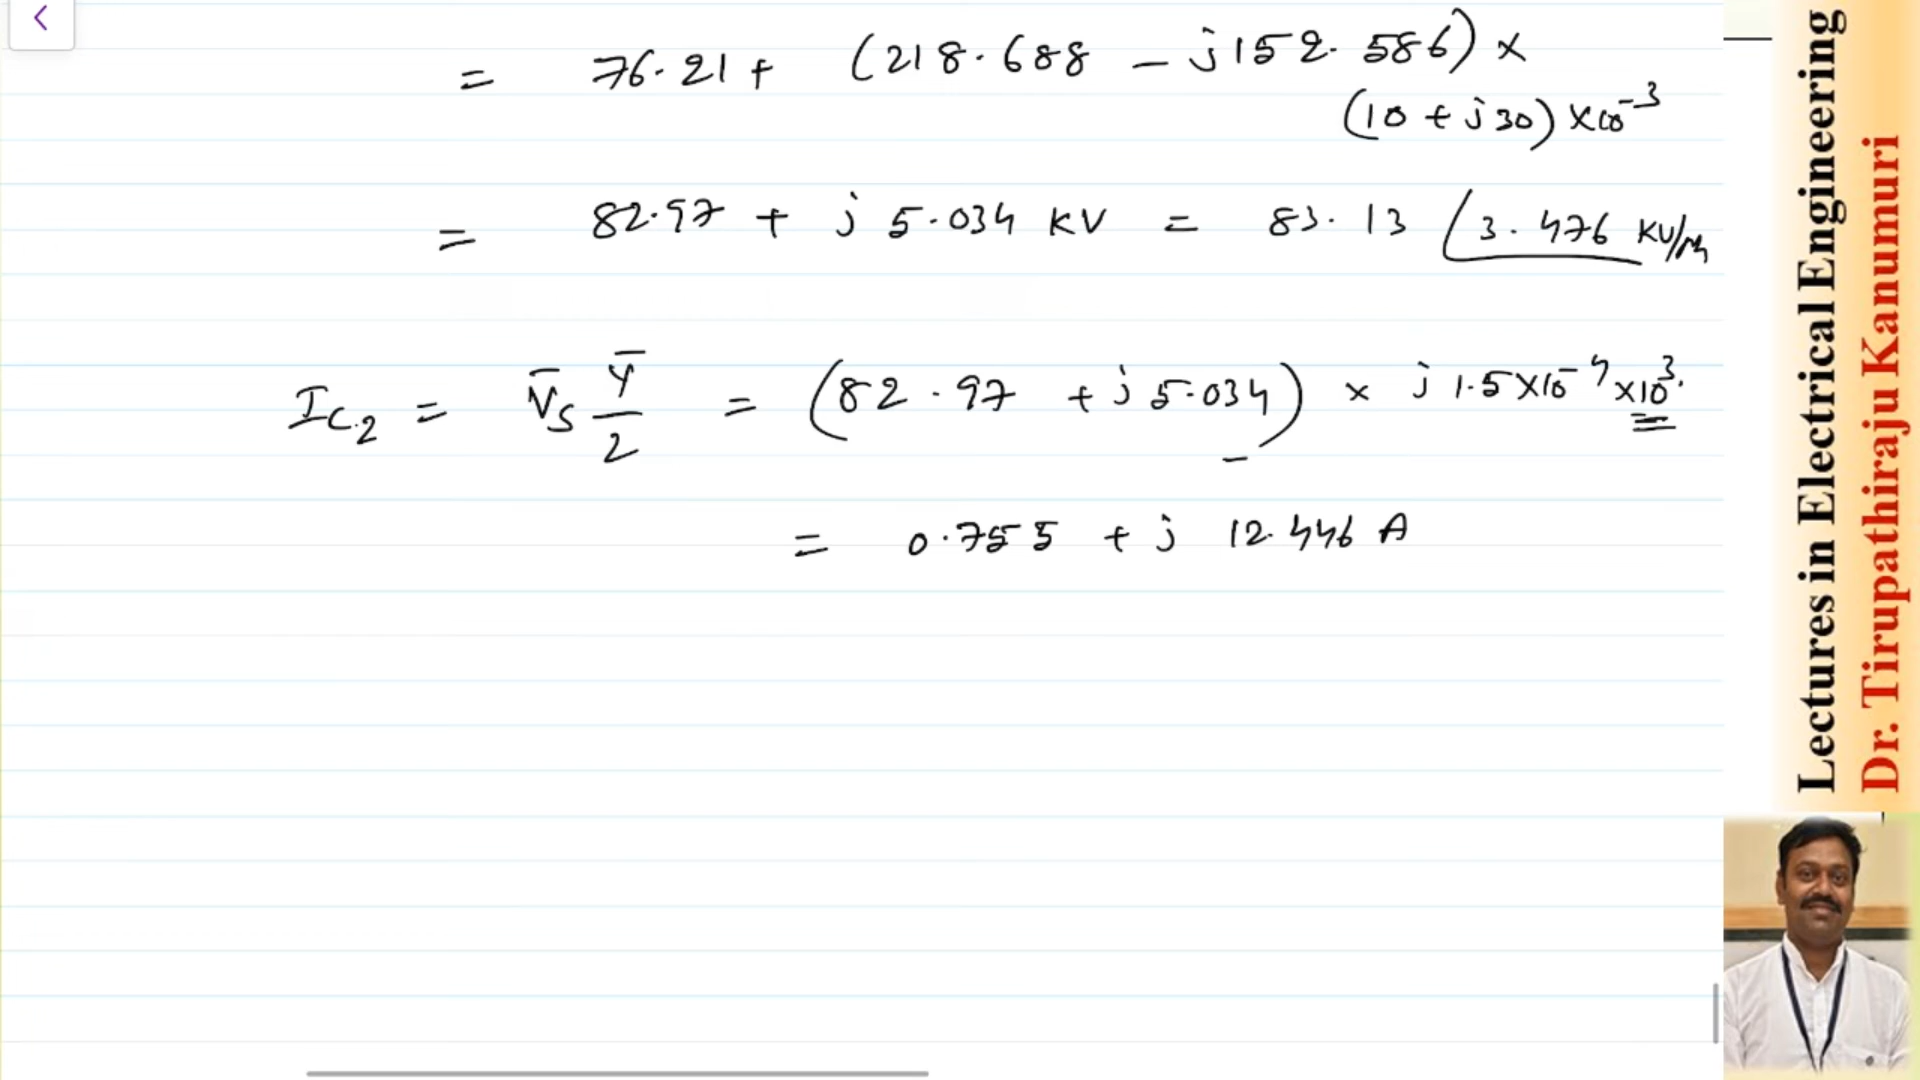 = 76.21 + (218.688 - j152.586) ×
(10 + j30) ×10⁻³
= 82.97 + j 5.034 KV = 83.13 ∠3.476 KV/Ph
I_C2 = V̄s Ȳ/2 = (82.97 + j5.034) × j 1.5×10⁻⁴ ×10³.
= 0.755 + j 12.446 A
Lectures in Electrical Engineering
Dr. Tirupathiraju Kanumuri